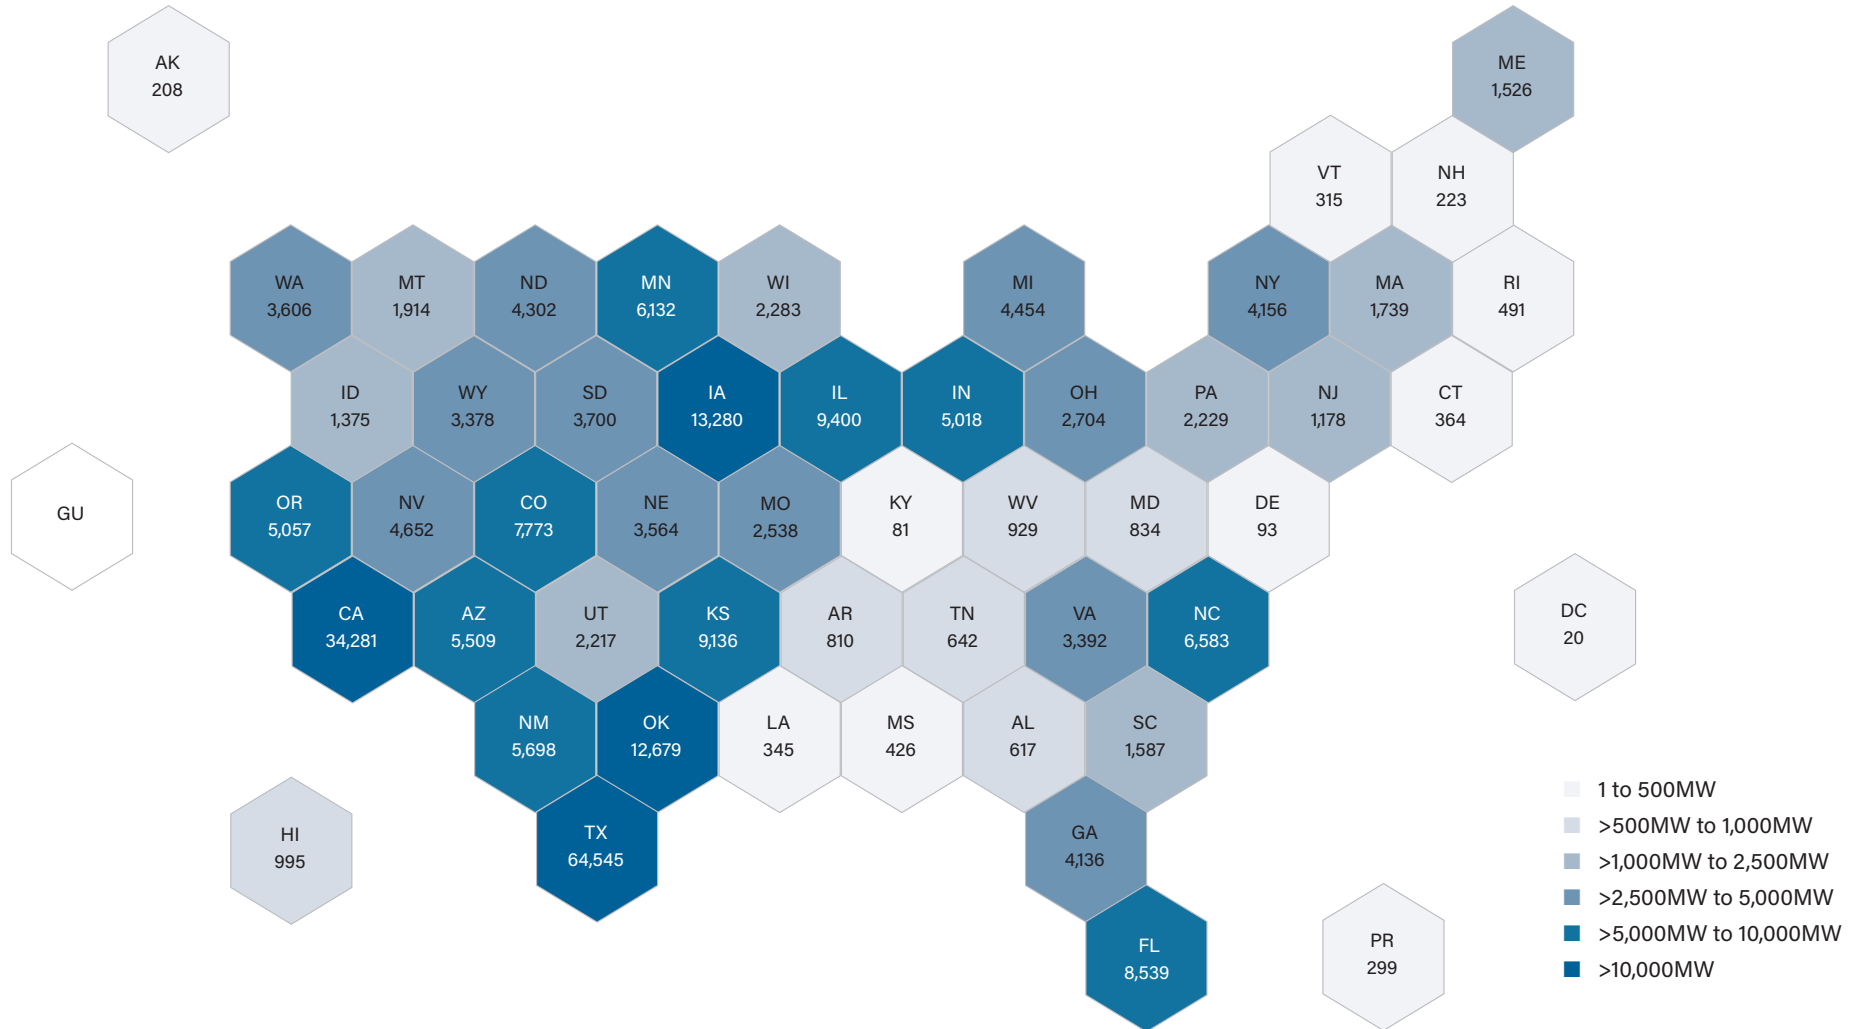 AK
208
ME
1,526
VT
315
NH
223
WA
3,606
MT
1,914
ND
4,302
MN
6,132
WI
2,283
MI
4,454
NY
4,156
MA
1,739
RI
491
ID
1,375
WY
3,378
SD
3,700
IA
13,280
IL
9,400
IN
5,018
OH
2,704
PA
2,229
NJ
1,178
CT
364
GU
OR
5,057
NV
4,652
CO
7,773
NE
3,564
MO
2,538
KY
81
WV
929
MD
834
DE
93
CA
34,281
AZ
5,509
UT
2,217
KS
9,136
AR
810
TN
642
VA
3,392
NC
6,583
DC
20
NM
5,698
OK
12,679
LA
345
MS
426
AL
617
SC
1,587
HI
995
TX
64,545
GA
4,136
FL
8,539
PR
299
1 to 500MW
>500MW to 1,000MW
>1,000MW to 2,500MW
>2,500MW to 5,000MW
>5,000MW to 10,000MW
>10,000MW